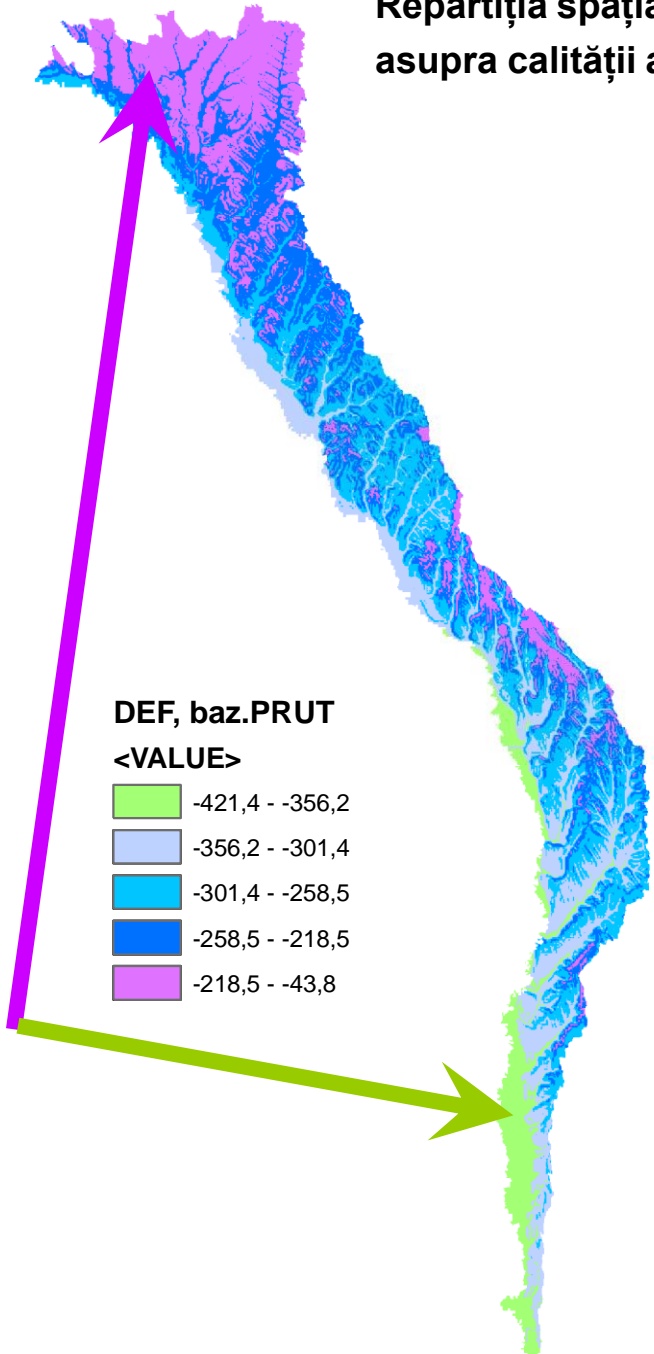 Repartiția spația
asupra calității a
DEF, baz.PRUT
<VALUE>
-421,4 - -356,2
-356,2 - -301,4
-301,4 - -258,5
-258,5 - -218,5
-218,5 - -43,8